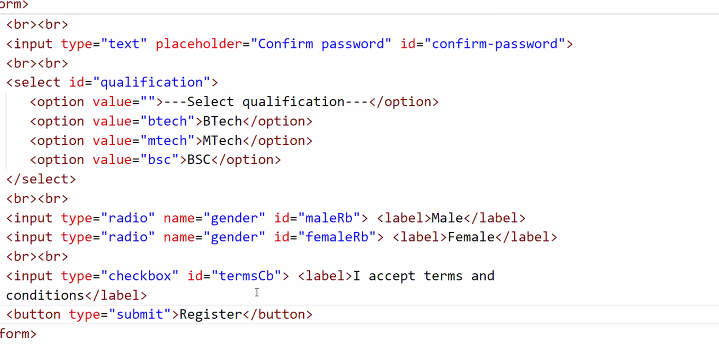 orm>
<br><br>
<input type="text" placeholder="Confirm password" id="confirm-password">
<br><br>
<select id="qualification">
<option value="">---Select qualification---</option>
<option value="btech">BTech</option>
<option value="mtech">MTech</option>
<option value="bsc">BSC</option>
</select>
<br><br>
<input type="radio" name="gender" id="maleRb"> <label>Male</label>
<input type="radio" name="gender" id="femaleRb"> <label>Female</label>
<br><br>
<input type="checkbox" id="termsCb"> <label>I accept terms and
conditions</label>
<button type="submit">Register</button>
form>